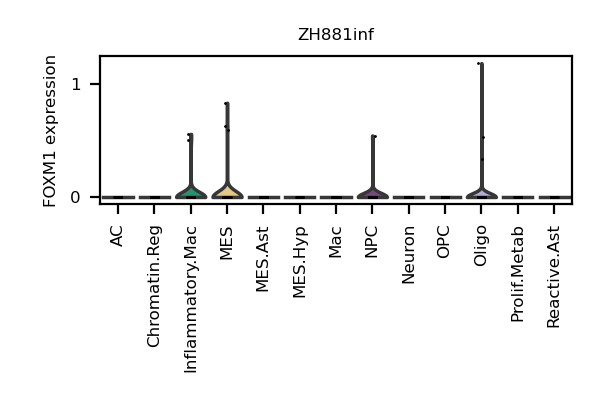 ZH881inf
FOXM1 expression
1
0
AC
Chromatin.Reg
Inflammatory.Mac
MES
MES.Ast
MES.Hyp
Mac
NPC
Neuron
OPC
Oligo
Prolif.Metab
Reactive.Ast